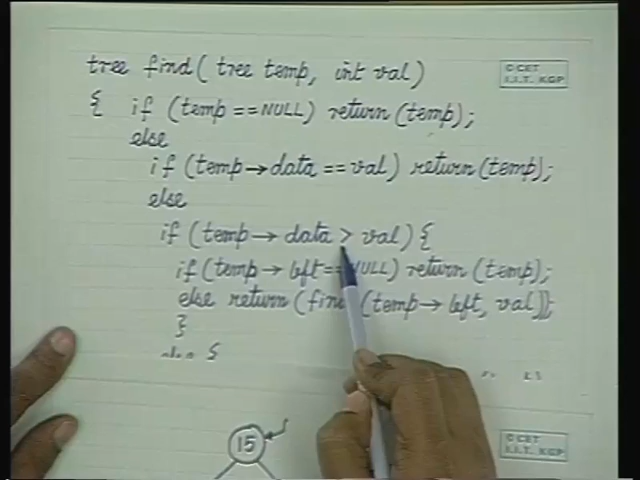 tree find( tree temp, int val)
© CET
I.I.T. KGP
{ if (temp ==NULL) return (temp);
else
if (temp→data ==val) return (temp);
else
if (temp→ data > val) {
if (temp→ left==NULL) return (temp);
else return (find (temp→ left, val));
}
else {
15
© CET
I.I.T. KGP